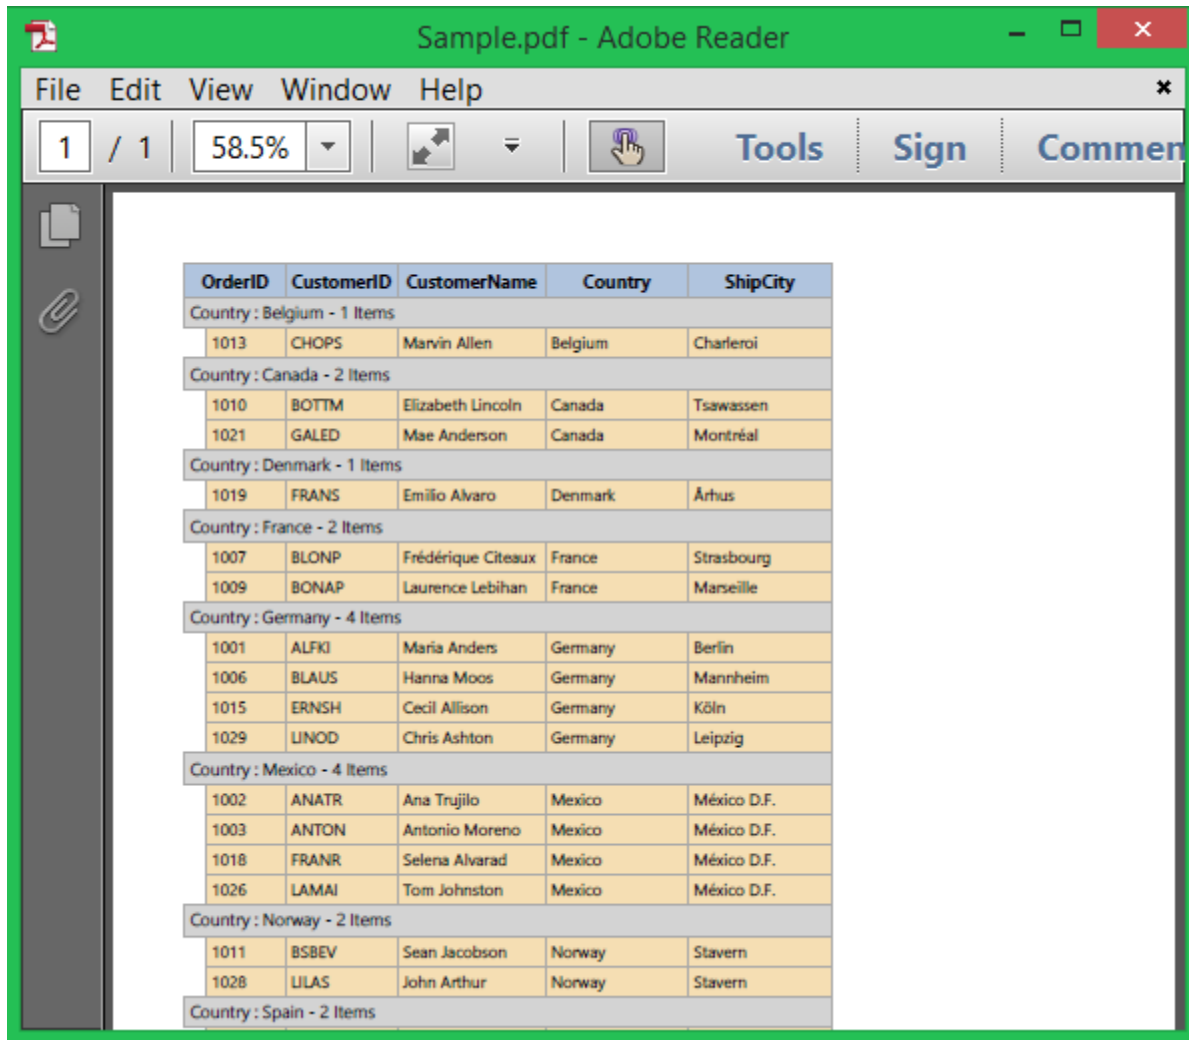 Sample.pdf - Adobe Reader
File Edit View Window Help
1 / 1 58.5% Tools Sign Commen
OrderID CustomerID CustomerName Country ShipCity
Country : Belgium - 1 Items
1013 CHOPS Marvin Allen Belgium Charleroi
Country : Canada - 2 Items
1010 BOTTM Elizabeth Lincoln Canada Tsawassen
1021 GALED Mae Anderson Canada Montréal
Country : Denmark - 1 Items
1019 FRANS Emilio Alvaro Denmark Århus
Country : France - 2 Items
1007 BLONP Frédérique Citeaux France Strasbourg
1009 BONAP Laurence Lebihan France Marseille
Country : Germany - 4 Items
1001 ALFKI Maria Anders Germany Berlin
1006 BLAUS Hanna Moos Germany Mannheim
1015 ERNSH Cecil Allison Germany Köln
1029 LINOD Chris Ashton Germany Leipzig
Country : Mexico - 4 Items
1002 ANATR Ana Trujilo Mexico México D.F.
1003 ANTON Antonio Moreno Mexico México D.F.
1018 FRANR Selena Alvarad Mexico México D.F.
1026 LAMAI Tom Johnston Mexico México D.F.
Country : Norway - 2 Items
1011 BSBEV Sean Jacobson Norway Stavern
1028 LILAS John Arthur Norway Stavern
Country : Spain - 2 Items